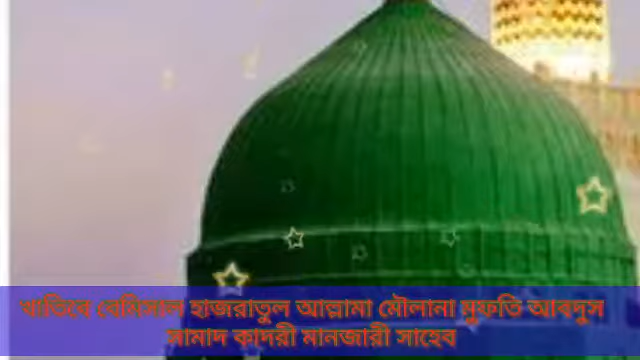 খাতিবে বেমিসাল হাজরাতুল আল্লামা মৌলানা মুফতি আবদুস
সামাদ কাদরী মানজারী সাহেব